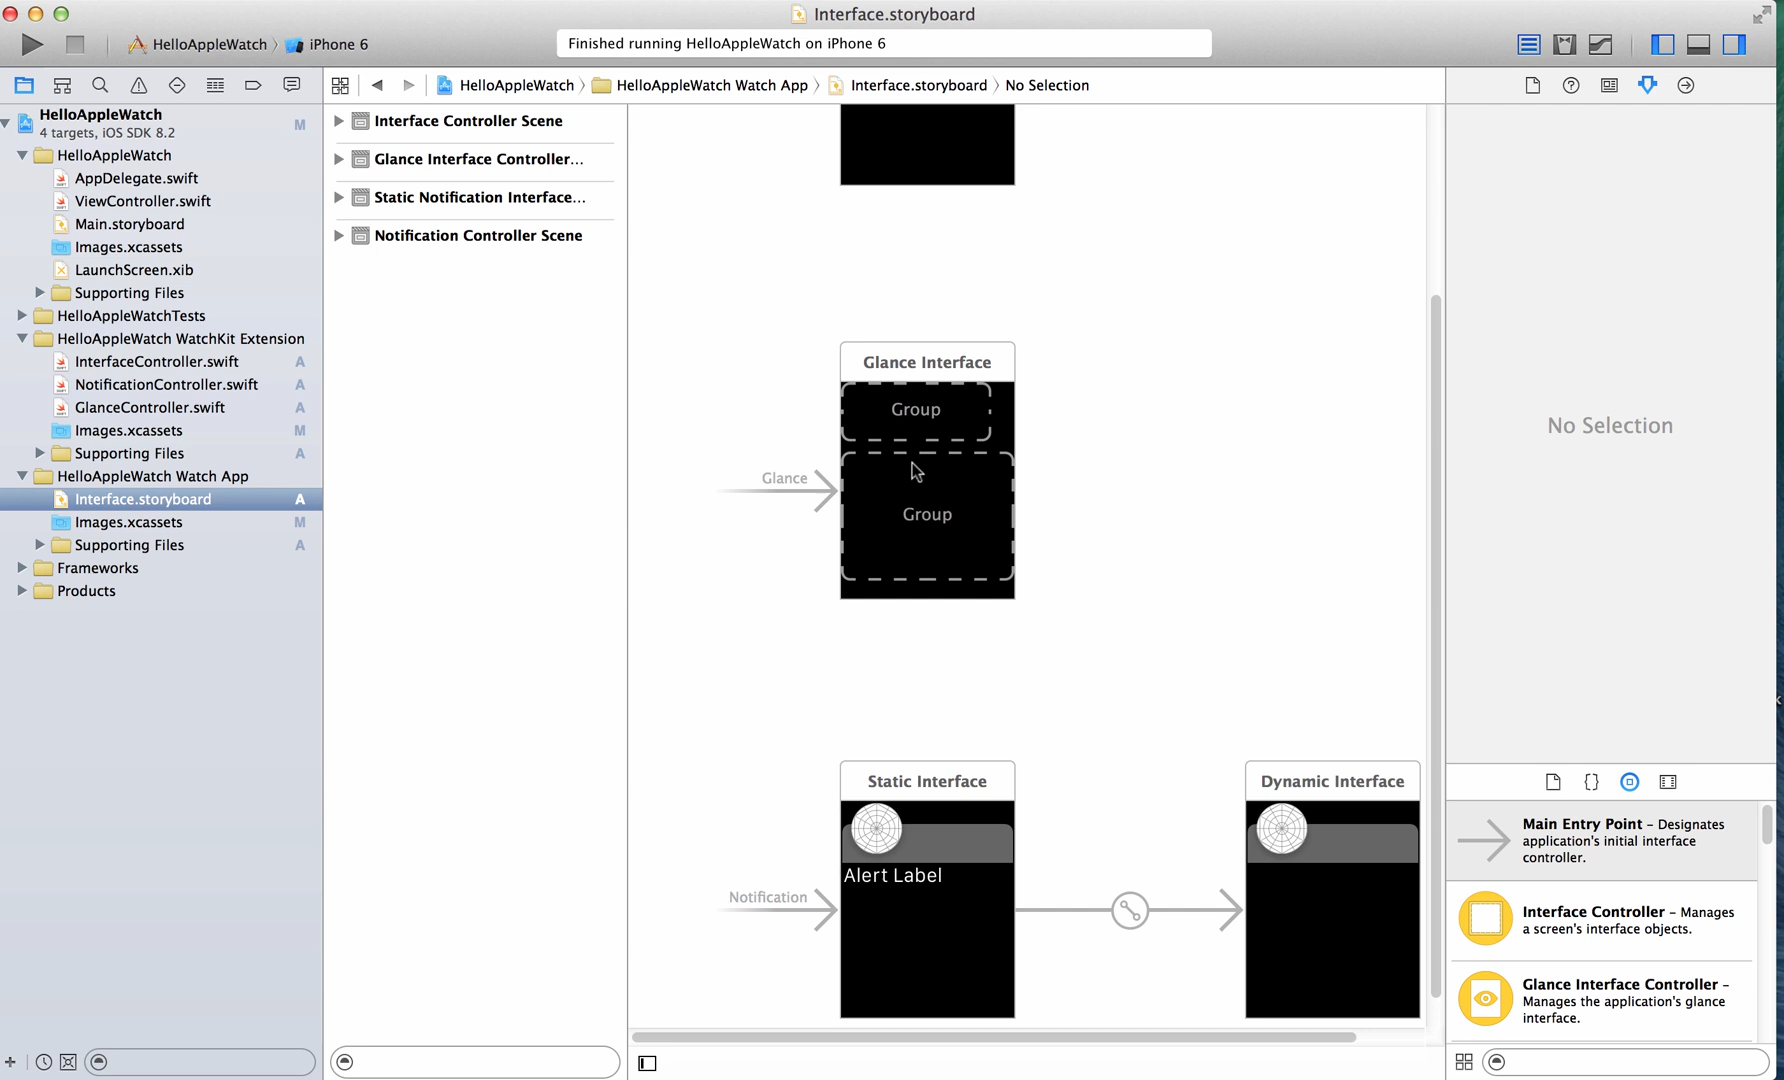 Interface.storyboard
HelloAppleWatch
iPhone 6
Finished running HelloAppleWatch on iPhone 6
HelloAppleWatch
HelloAppleWatch Watch App
Interface.storyboard
No Selection
HelloAppleWatch
4 targets, iOS SDK 8.2
M
HelloAppleWatch
AppDelegate.swift
ViewController.swift
Main.storyboard
Images.xcassets
LaunchScreen.xib
Supporting Files
HelloAppleWatchTests
HelloAppleWatch WatchKit Extension
InterfaceController.swift A
NotificationController.swift A
GlanceController.swift A
Images.xcassets M
Supporting Files A
HelloAppleWatch Watch App
Interface.storyboard A
Images.xcassets M
Supporting Files A
Frameworks
Products
Interface Controller Scene
Glance Interface Controller...
Static Notification Interface...
Notification Controller Scene
Glance Interface
Group
Glance
Group
Static Interface
Alert Label
Notification
Dynamic Interface
No Selection
Main Entry Point – Designates
application's initial interface
controller.
Interface Controller – Manages
a screen's interface objects.
Glance Interface Controller –
Manages the application's glance
interface.